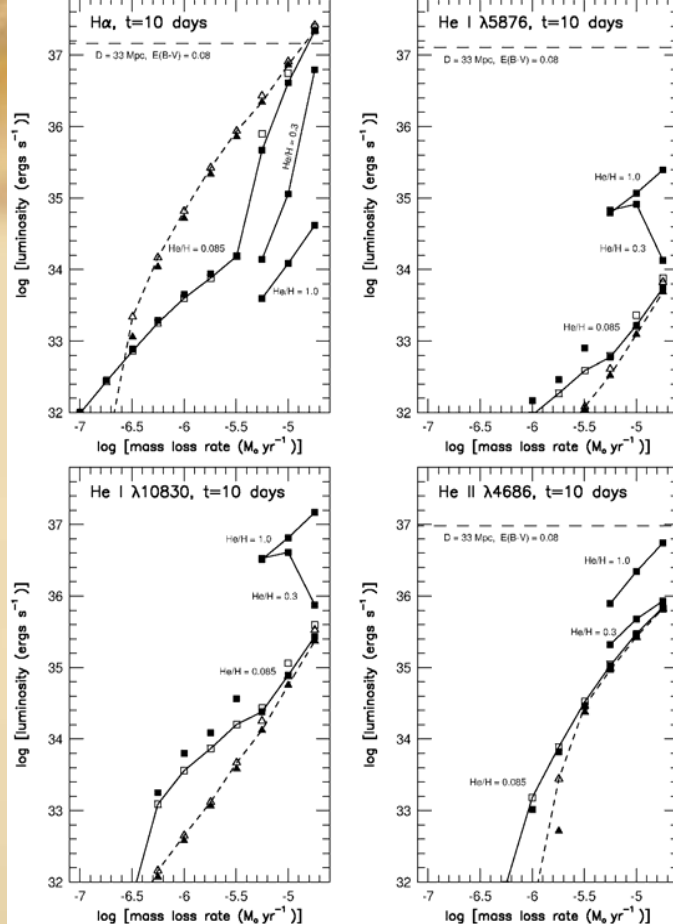 Hα, t=10 days
D = 33 Mpc, E(B-V) = 0.08
He/H = 0.3
He/H = 0.085
He/H = 1.0
log [luminosity (ergs s⁻¹)]
37
36
35
34
33
32
-7
-6.5
-6
-5.5
-5
log [mass loss rate (M☉ yr⁻¹)]
He I λ5876, t=10 days
D = 33 Mpc, E(B-V) = 0.08
He/H = 1.0
He/H = 0.3
He/H = 0.085
log [luminosity (ergs s⁻¹)]
37
36
35
34
33
32
-7
-6.5
-6
-5.5
-5
log [mass loss rate (M☉ yr⁻¹)]
He I λ10830, t=10 days
He/H = 1.0
He/H = 0.3
He/H = 0.085
log [luminosity (ergs s⁻¹)]
37
36
35
34
33
32
-7
-6.5
-6
-5.5
-5
log [mass loss rate (M☉ yr⁻¹)]
He II λ4686, t=10 days
D = 33 Mpc, E(B-V) = 0.08
He/H = 1.0
He/H = 0.3
He/H = 0.085
log [luminosity (ergs s⁻¹)]
37
36
35
34
33
32
-7
-6.5
-6
-5.5
-5
log [mass loss rate (M☉ yr⁻¹)]